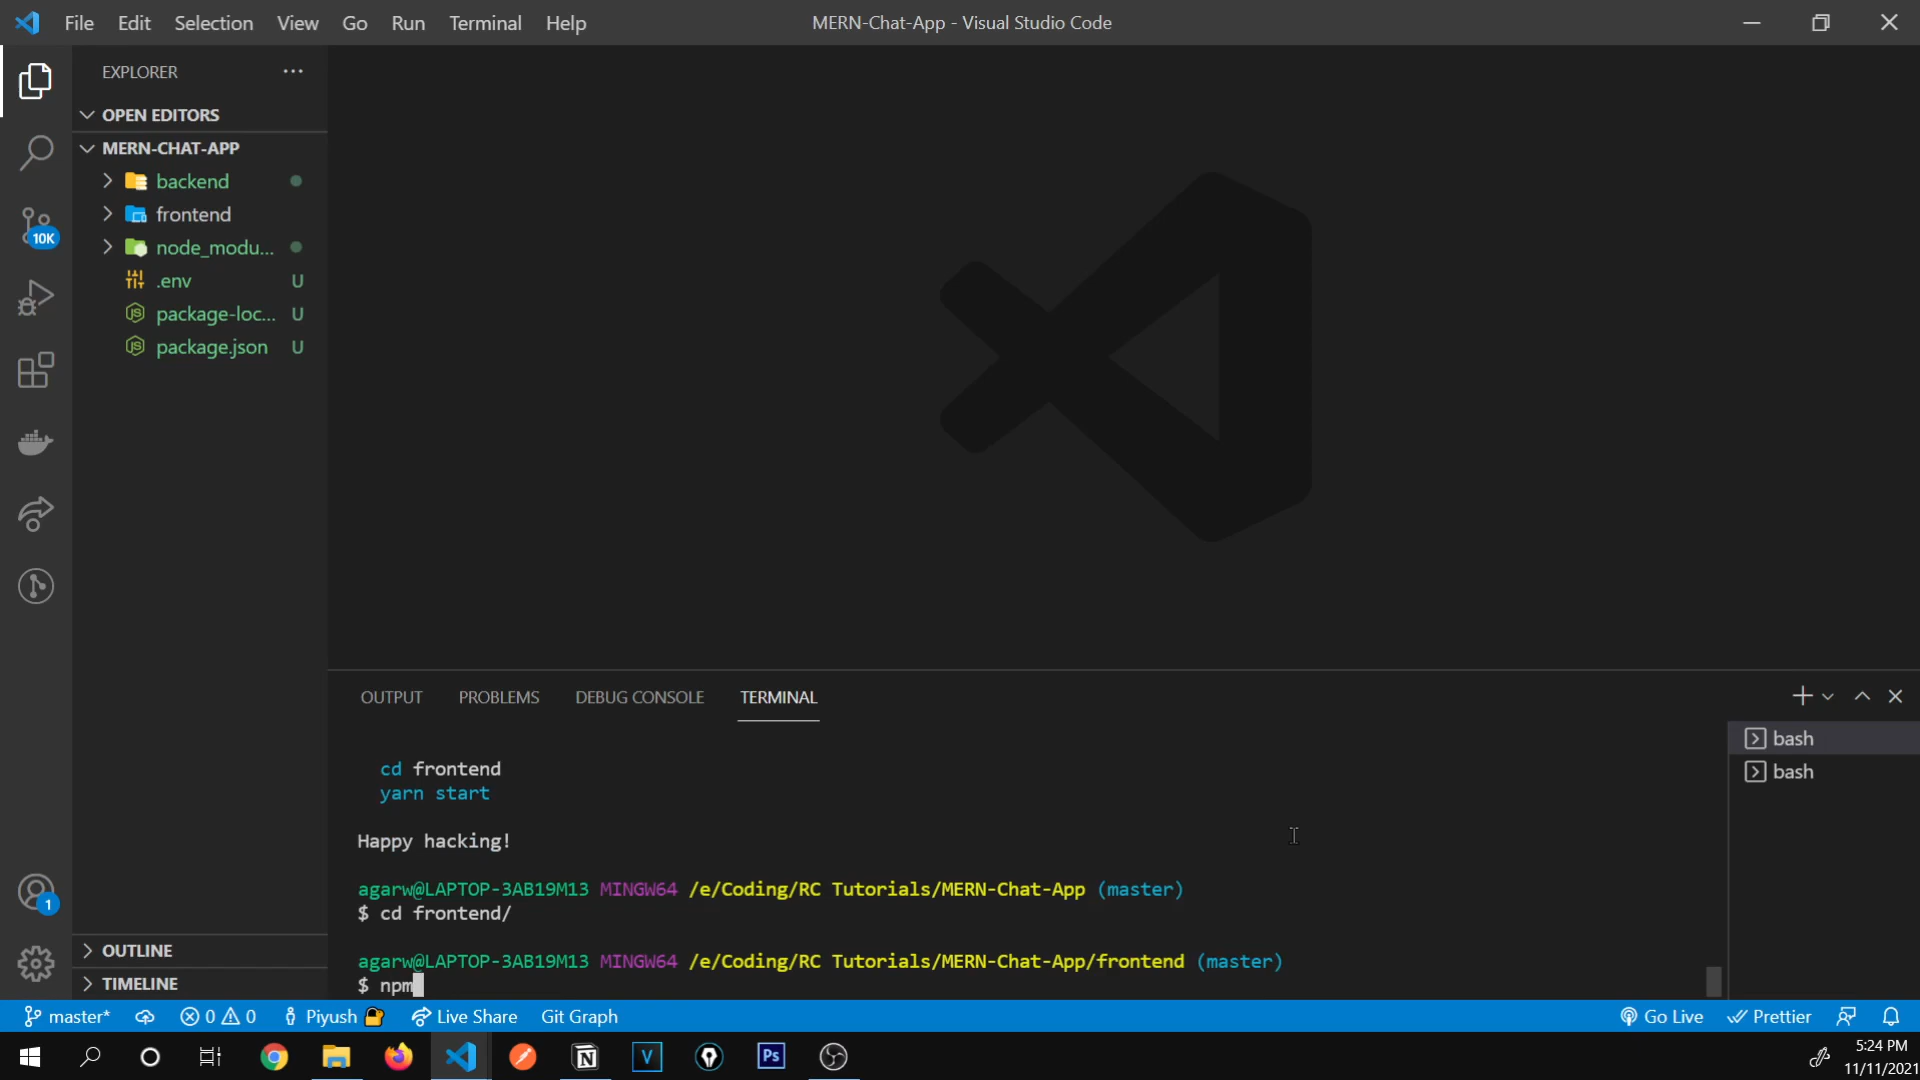 File Edit Selection View Go Run Terminal Help
MERN-Chat-App - Visual Studio Code
EXPLORER
OPEN EDITORS
MERN-CHAT-APP
backend
frontend
node_modu...
.env U
package-loc... U
package.json U
10K
1
OUTLINE
TIMELINE
OUTPUT PROBLEMS DEBUG CONSOLE TERMINAL
bash
bash
cd frontend
yarn start
Happy hacking!
agarw@LAPTOP-3AB19M13 MINGW64 /e/Coding/RC Tutorials/MERN-Chat-App (master)
$ cd frontend/
agarw@LAPTOP-3AB19M13 MINGW64 /e/Coding/RC Tutorials/MERN-Chat-App/frontend (master)
$ npm
master* 0 0 Piyush Live Share Git Graph Go Live Prettier
V Ps
5:24 PM
11/11/2021